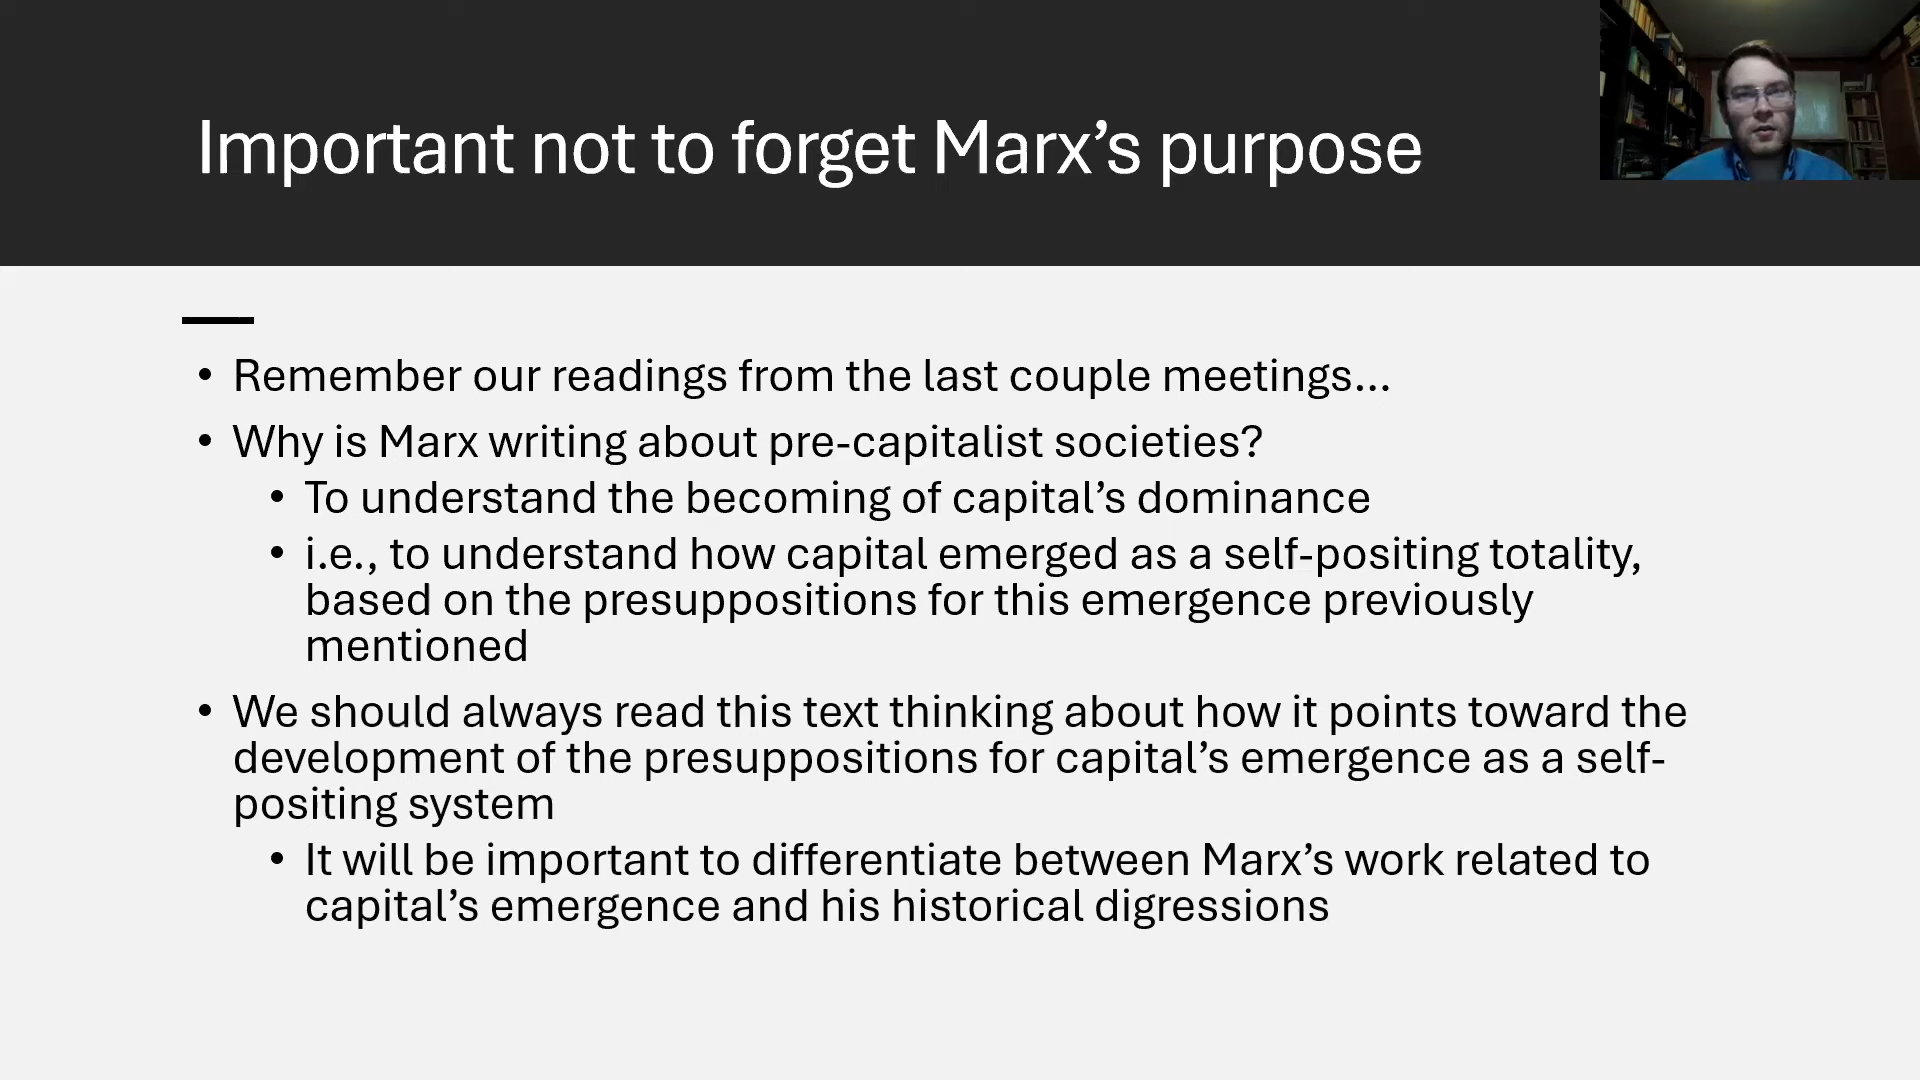 Important not to forget Marx’s purpose
• Remember our readings from the last couple meetings...
• Why is Marx writing about pre-capitalist societies?
• To understand the becoming of capital’s dominance
• i.e., to understand how capital emerged as a self-positing totality,
based on the presuppositions for this emergence previously
mentioned
• We should always read this text thinking about how it points toward the
development of the presuppositions for capital’s emergence as a self-
positing system
• It will be important to differentiate between Marx’s work related to
capital’s emergence and his historical digressions